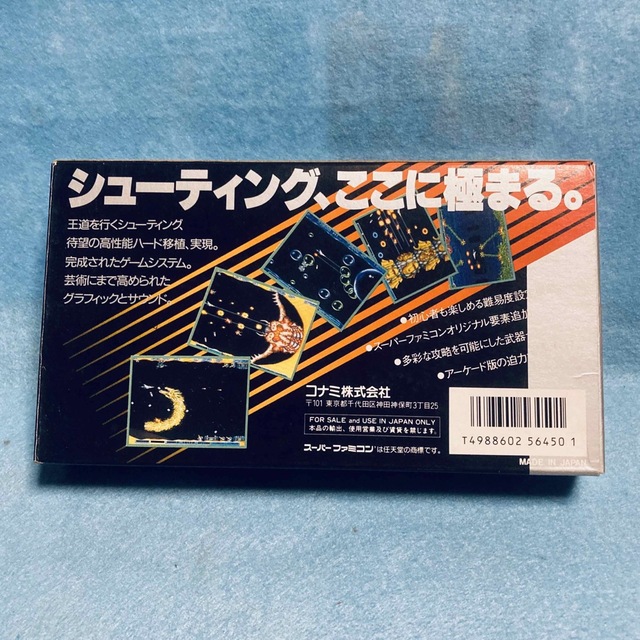 シューティング、ここに極まる。
王道を行くシューティング
待望の高性能ハード移植、実現。
完成されたゲームシステム。
芸術にまで高められた
グラフィックとサウンド。
●初心者も楽しめる難易度設定
●スーパーファミコンオリジナル要素追加
●多彩な攻略を可能にした武器
●アーケード版の迫力
コナミ株式会社
〒101 東京都千代田区神田神保町3丁目25
FOR SALE and USE IN JAPAN ONLY
本品の輸出、使用営業及び賃貸を禁じます。
スーパーファミコンは任天堂の商標です。
T4988602 56450 1
MADE IN JAPAN